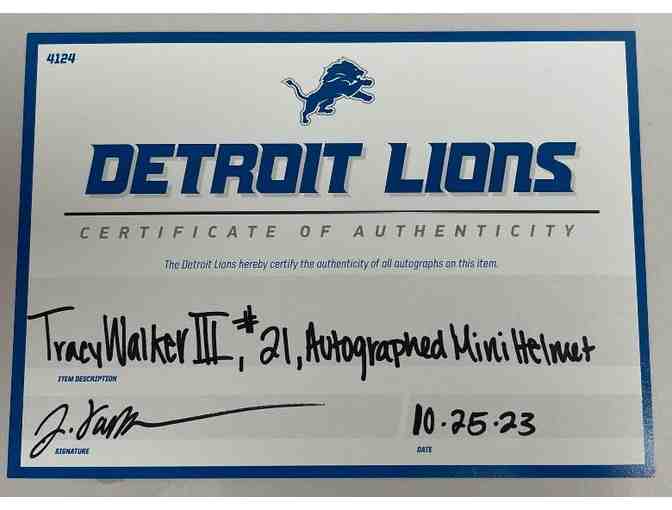 4124
DETROIT LIONS
CERTIFICATE OF AUTHENTICITY
The Detroit Lions hereby certify the authenticity of all autographs on this item.
Tracy Walker III, #21, Autographed Mini Helmet
ITEM DESCRIPTION
10.25.23
SIGNATURE
DATE